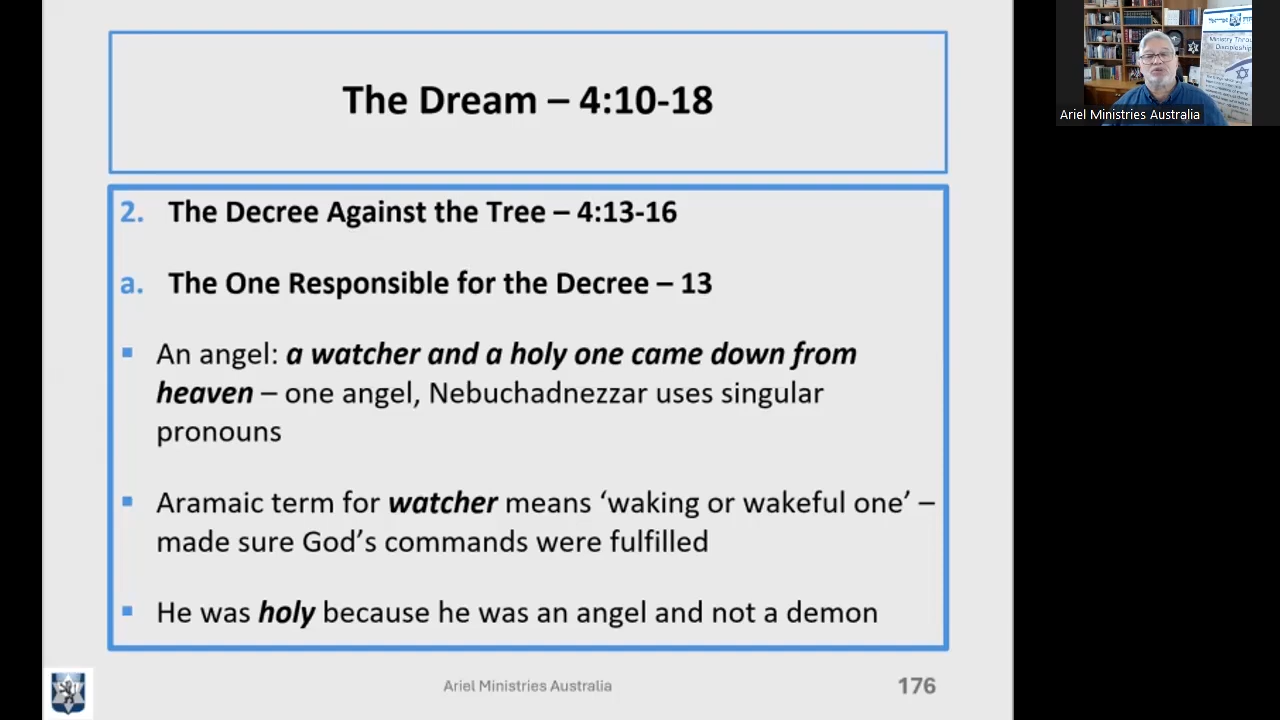 The Dream – 4:10-18
2. The Decree Against the Tree – 4:13-16
a. The One Responsible for the Decree – 13
▪ An angel: a watcher and a holy one came down from
heaven – one angel, Nebuchadnezzar uses singular
pronouns
▪ Aramaic term for watcher means ‘waking or wakeful one’ –
made sure God’s commands were fulfilled
▪ He was holy because he was an angel and not a demon
Ariel Ministries Australia
176
Ministry Through
Discipleship
Ariel Ministries Australia